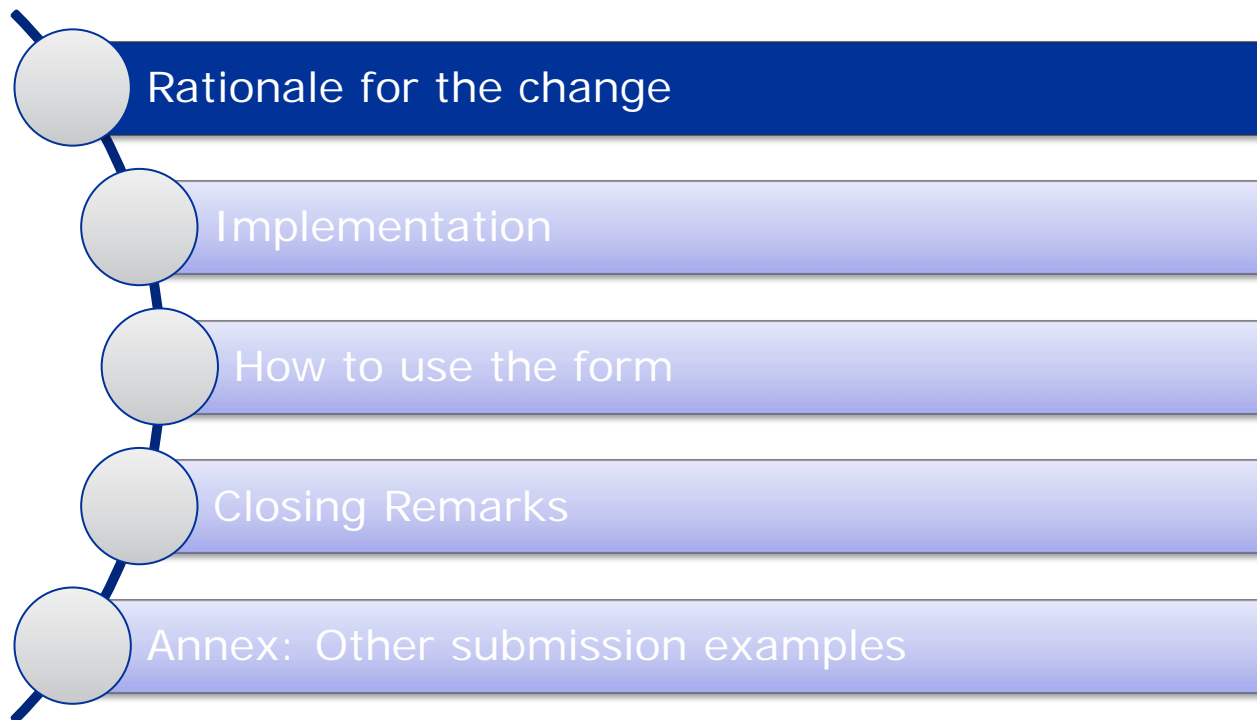 Rationale for the change
Implementation
How to use the form
Closing Remarks
Annex: Other submission examples